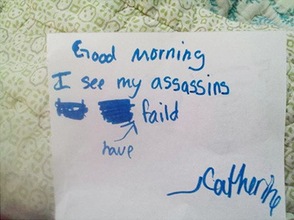 Good morning
I see my assassins
faild
have
Catherine